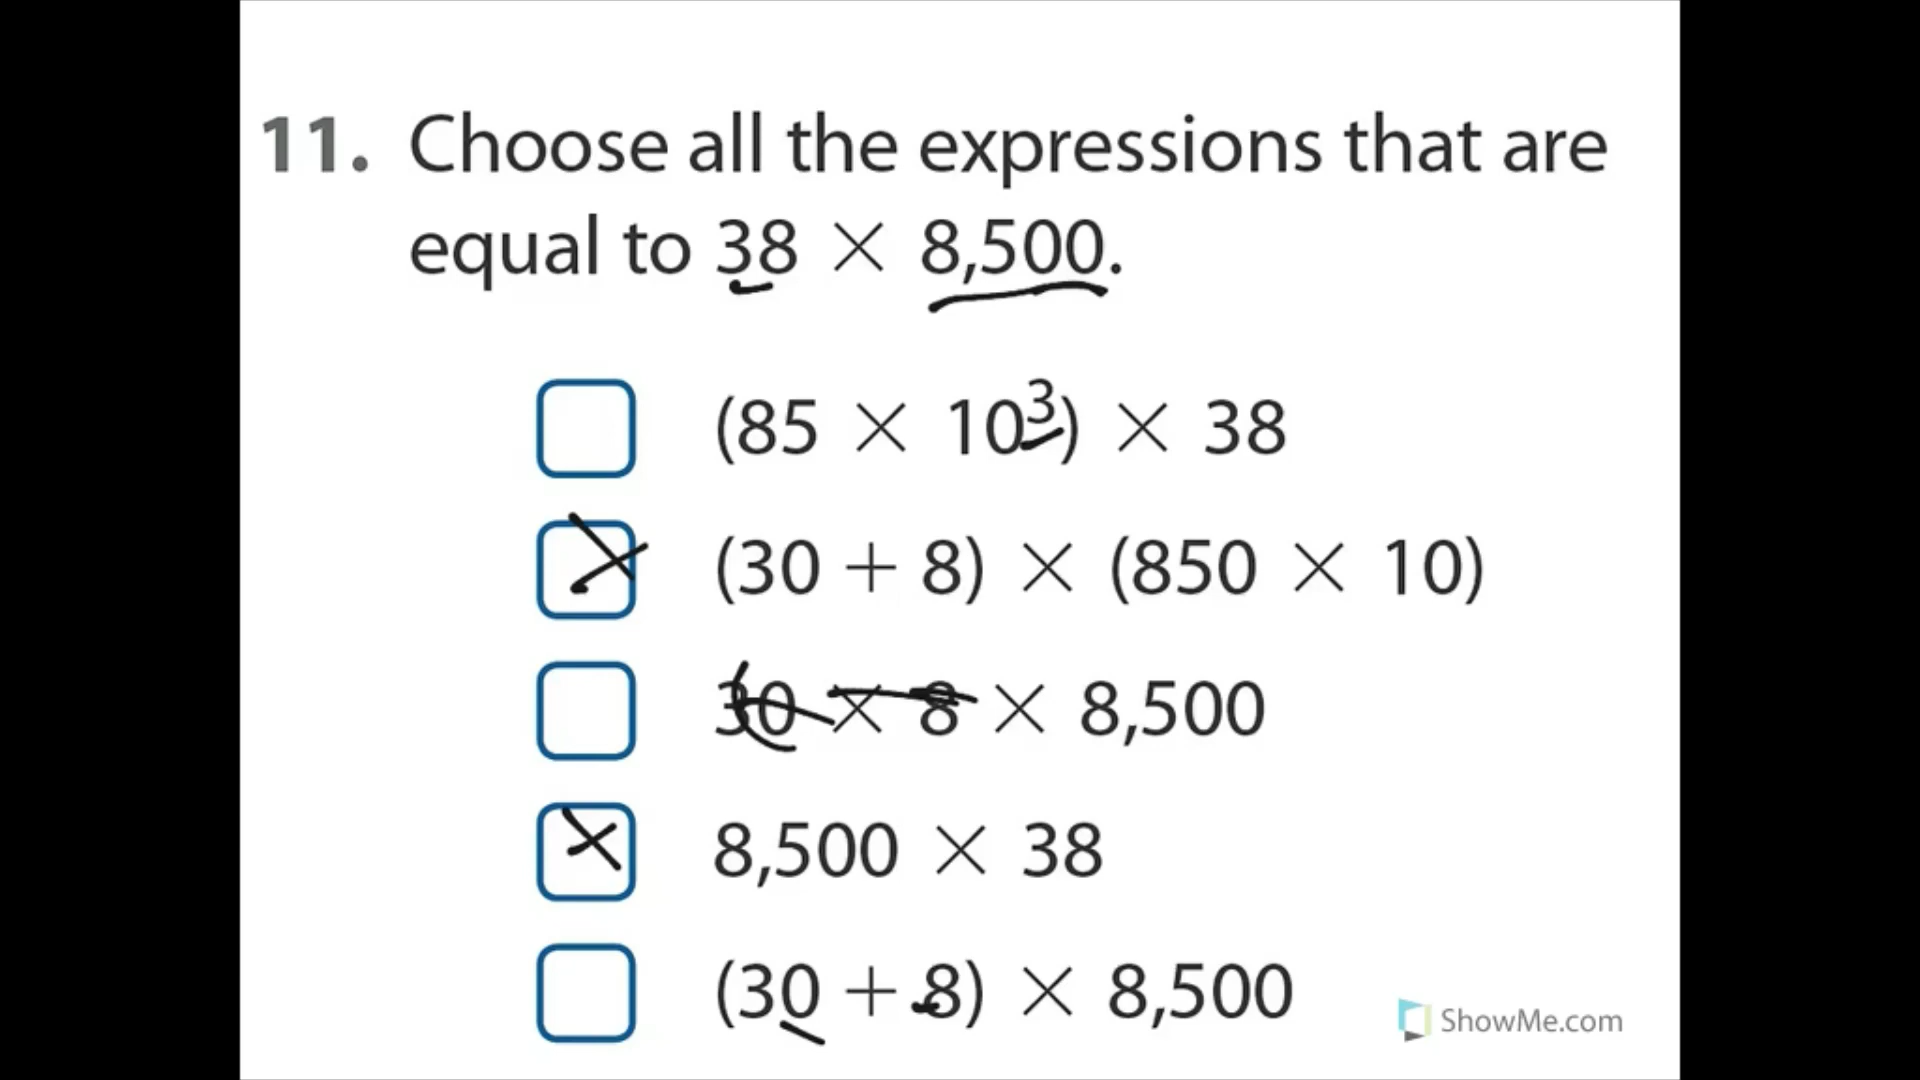 11. Choose all the expressions that are
equal to 38 × 8,500.
(85 × 10³) × 38
(30 + 8) × (850 × 10)
30 × 8 × 8,500
8,500 × 38
(30 + 8) × 8,500
ShowMe.com